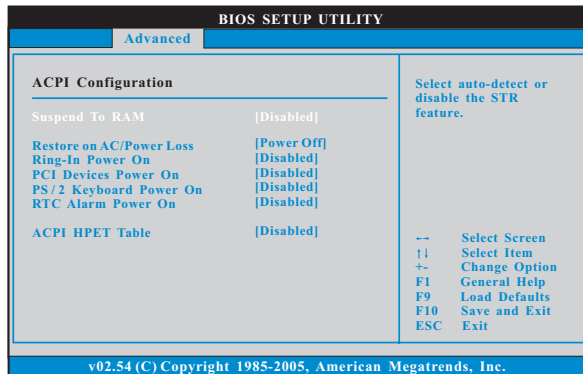 BIOS SETUP UTILITY
Advanced
ACPI Configuration
Suspend To RAM [Disabled]
Restore on AC/Power Loss [Power Off]
Ring-In Power On [Disabled]
PCI Devices Power On [Disabled]
PS/2 Keyboard Power On [Disabled]
RTC Alarm Power On [Disabled]
ACPI HPET Table [Disabled]
Select auto-detect or
disable the STR
feature.
←→ Select Screen
↑↓ Select Item
+- Change Option
F1 General Help
F9 Load Defaults
F10 Save and Exit
ESC Exit
v02.54 (C) Copyright 1985-2005, American Megatrends, Inc.